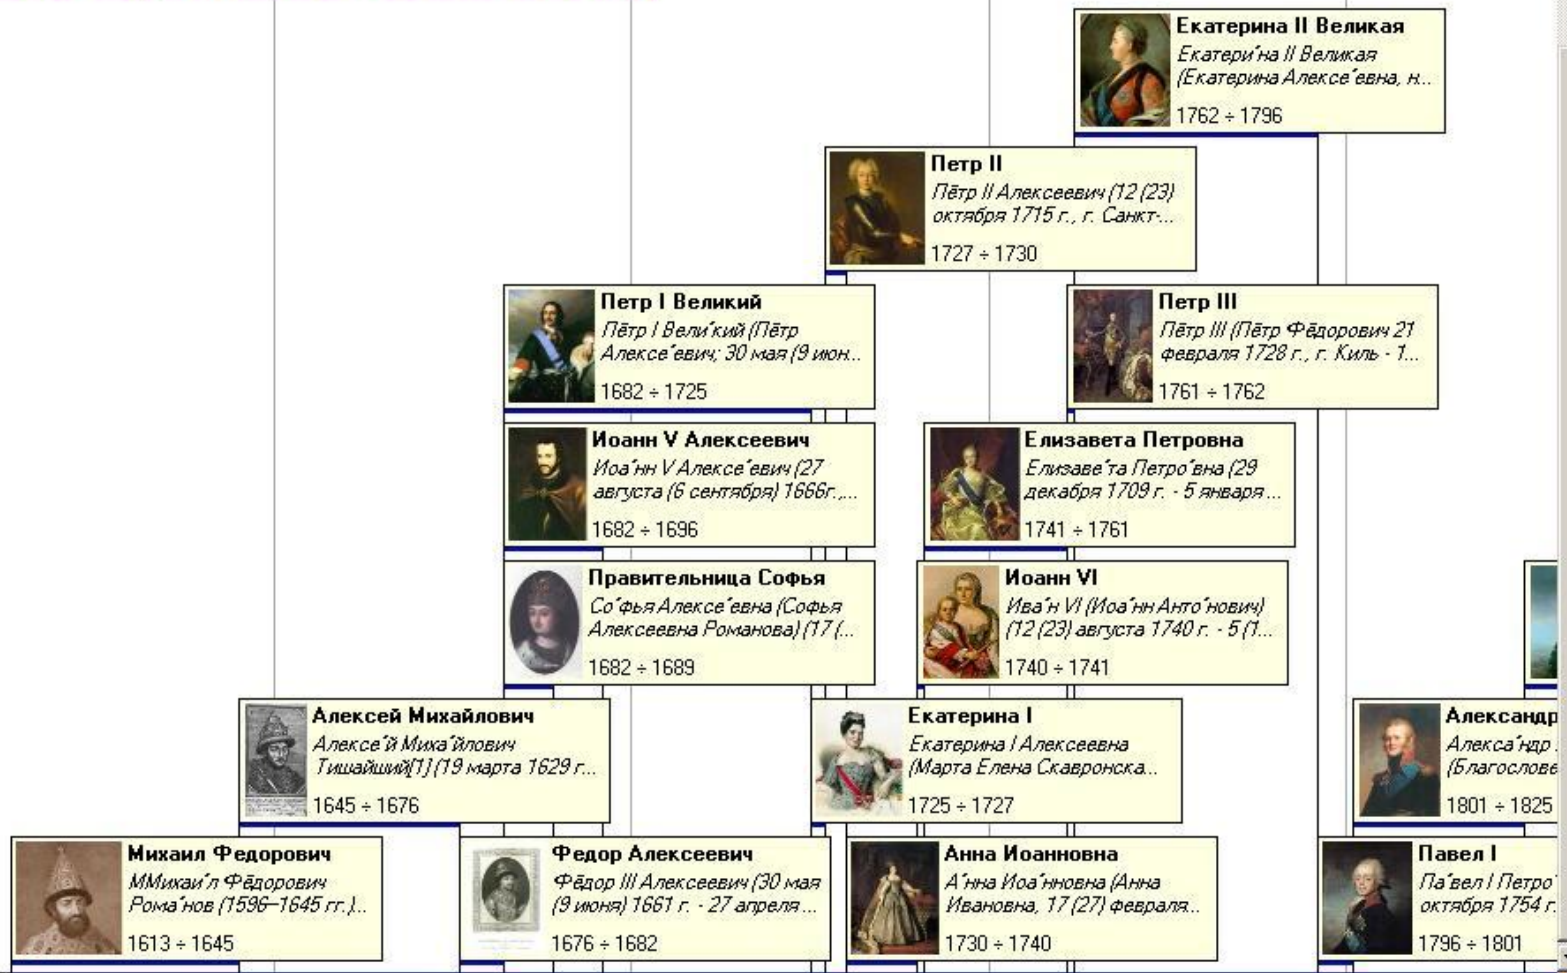 Екатерина II Великая
Екатери´на II Великая
(Екатерина Алексе´евна, н...
1762 ÷ 1796
Петр II
Пётр II Алексеевич (12 (23)
октября 1715 г., г. Санкт-...
1727 ÷ 1730
Петр I Великий
Пётр I Вели´кий (Пётр
Алексе´евич; 30 мая (9 июн...
1682 ÷ 1725
Петр III
Пётр III (Пётр Фёдорович 21
февраля 1728 г., г. Киль - 1...
1761 ÷ 1762
Иоанн V Алексеевич
Иоа´нн V Алексе´евич (27
августа (6 сентября) 1666г.,...
1682 ÷ 1696
Елизавета Петровна
Елизаве´та Петро´вна (29
декабря 1709 г. - 5 января ...
1741 ÷ 1761
Правительница Софья
Со´фья Алексе´евна (Софья
Алексеевна Романова) (17 (...
1682 ÷ 1689
Иоанн VI
Ива´н VI (Иоа´нн Анто´нович)
(12 (23) августа 1740 г. - 5 (1...
1740 ÷ 1741
Алексей Михайлович
Алексе´й Миха´йлович
Тишайший[1] (19 марта 1629 г...
1645 ÷ 1676
Екатерина I
Екатерина I Алексеевна
(Марта Елена Скавронска...
1725 ÷ 1727
Александр
Алекса´ндр
(Благослове
1801 ÷ 1825
Михаил Федорович
ММихаи´л Фёдорович
Рома´нов (1596–1645 гг.)...
1613 ÷ 1645
Федор Алексеевич
Фёдор III Алексеевич (30 мая
(9 июня) 1661 г. - 27 апреля ...
1676 ÷ 1682
Анна Иоанновна
А´нна Иоа´нновна (Анна
Ивановна, 17 (27) февраля...
1730 ÷ 1740
Павел I
Па´вел I Петро´
октября 1754 г.
1796 ÷ 1801